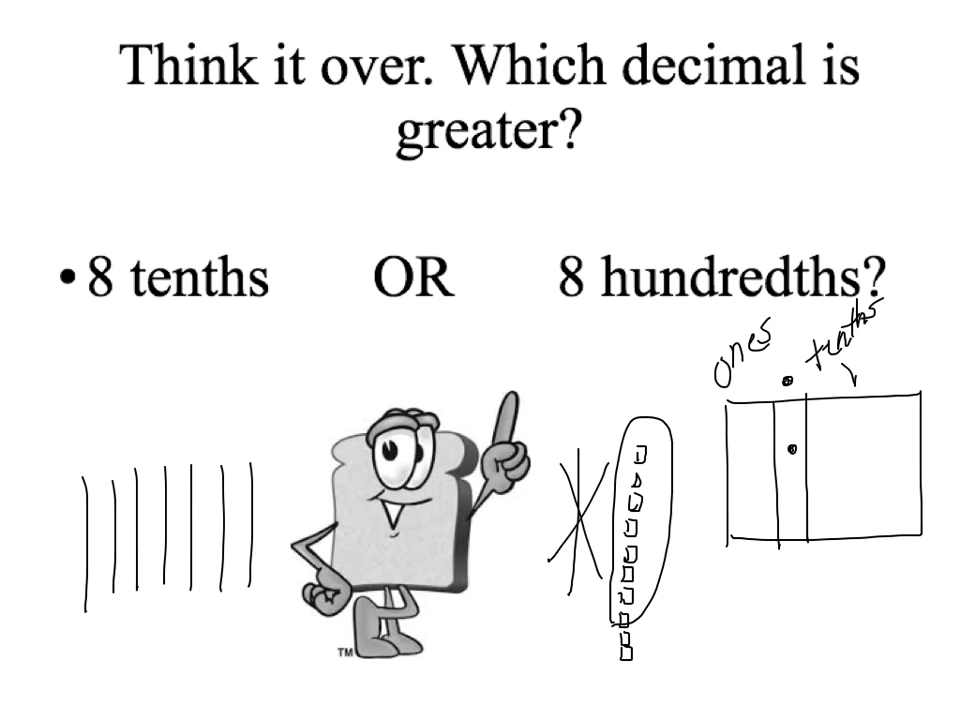 Think it over. Which decimal is
greater?
• 8 tenths OR 8 hundredths?
ones . tenths
TM